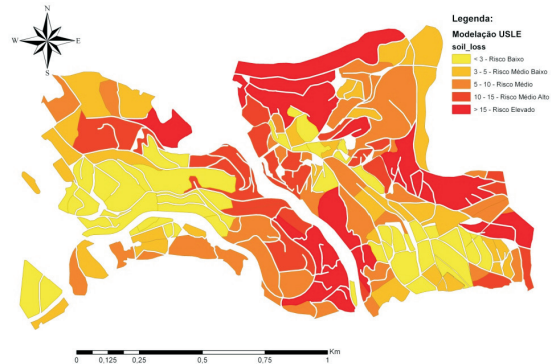 N
W
E
S
Legenda:
Modelação USLE
soil_loss
< 3 - Risco Baixo
3 - 5 - Risco Médio Baixo
5 - 10 - Risco Médio
10 - 15 - Risco Médio Alto
> 15 - Risco Elevado
Km
0 0.125 0.25 0.5 0.75 1